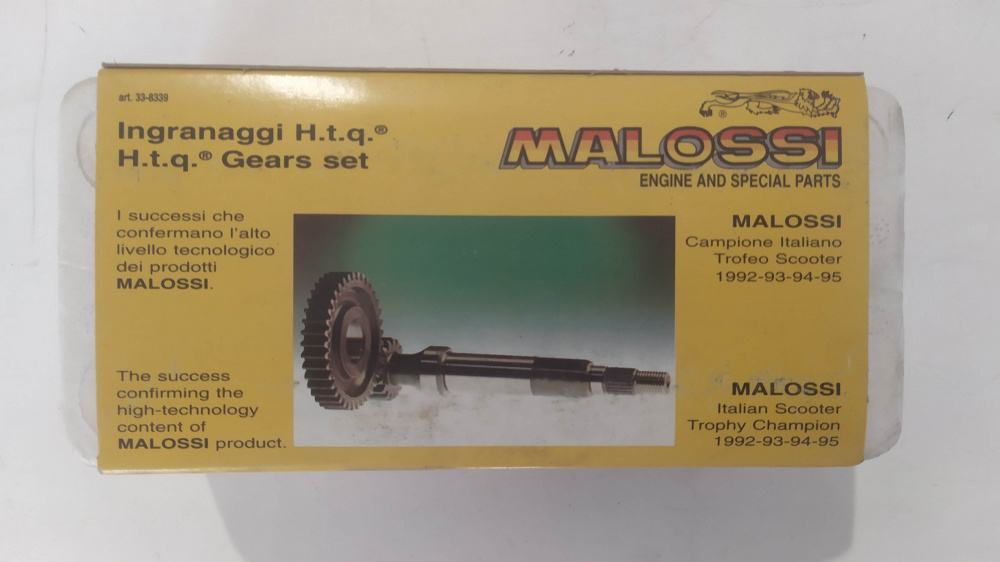 art. 33-8339
Ingranaggi H.t.q.®
H.t.q.® Gears set
®
MALOSSI
ENGINE AND SPECIAL PARTS
I successi che
confermano l'alto
livello tecnologico
dei prodotti
MALOSSI.
MALOSSI
Campione Italiano
Trofeo Scooter
1992-93-94-95
The success
confirming the
high-technology
content of
MALOSSI product.
MALOSSI
Italian Scooter
Trophy Champion
1992-93-94-95